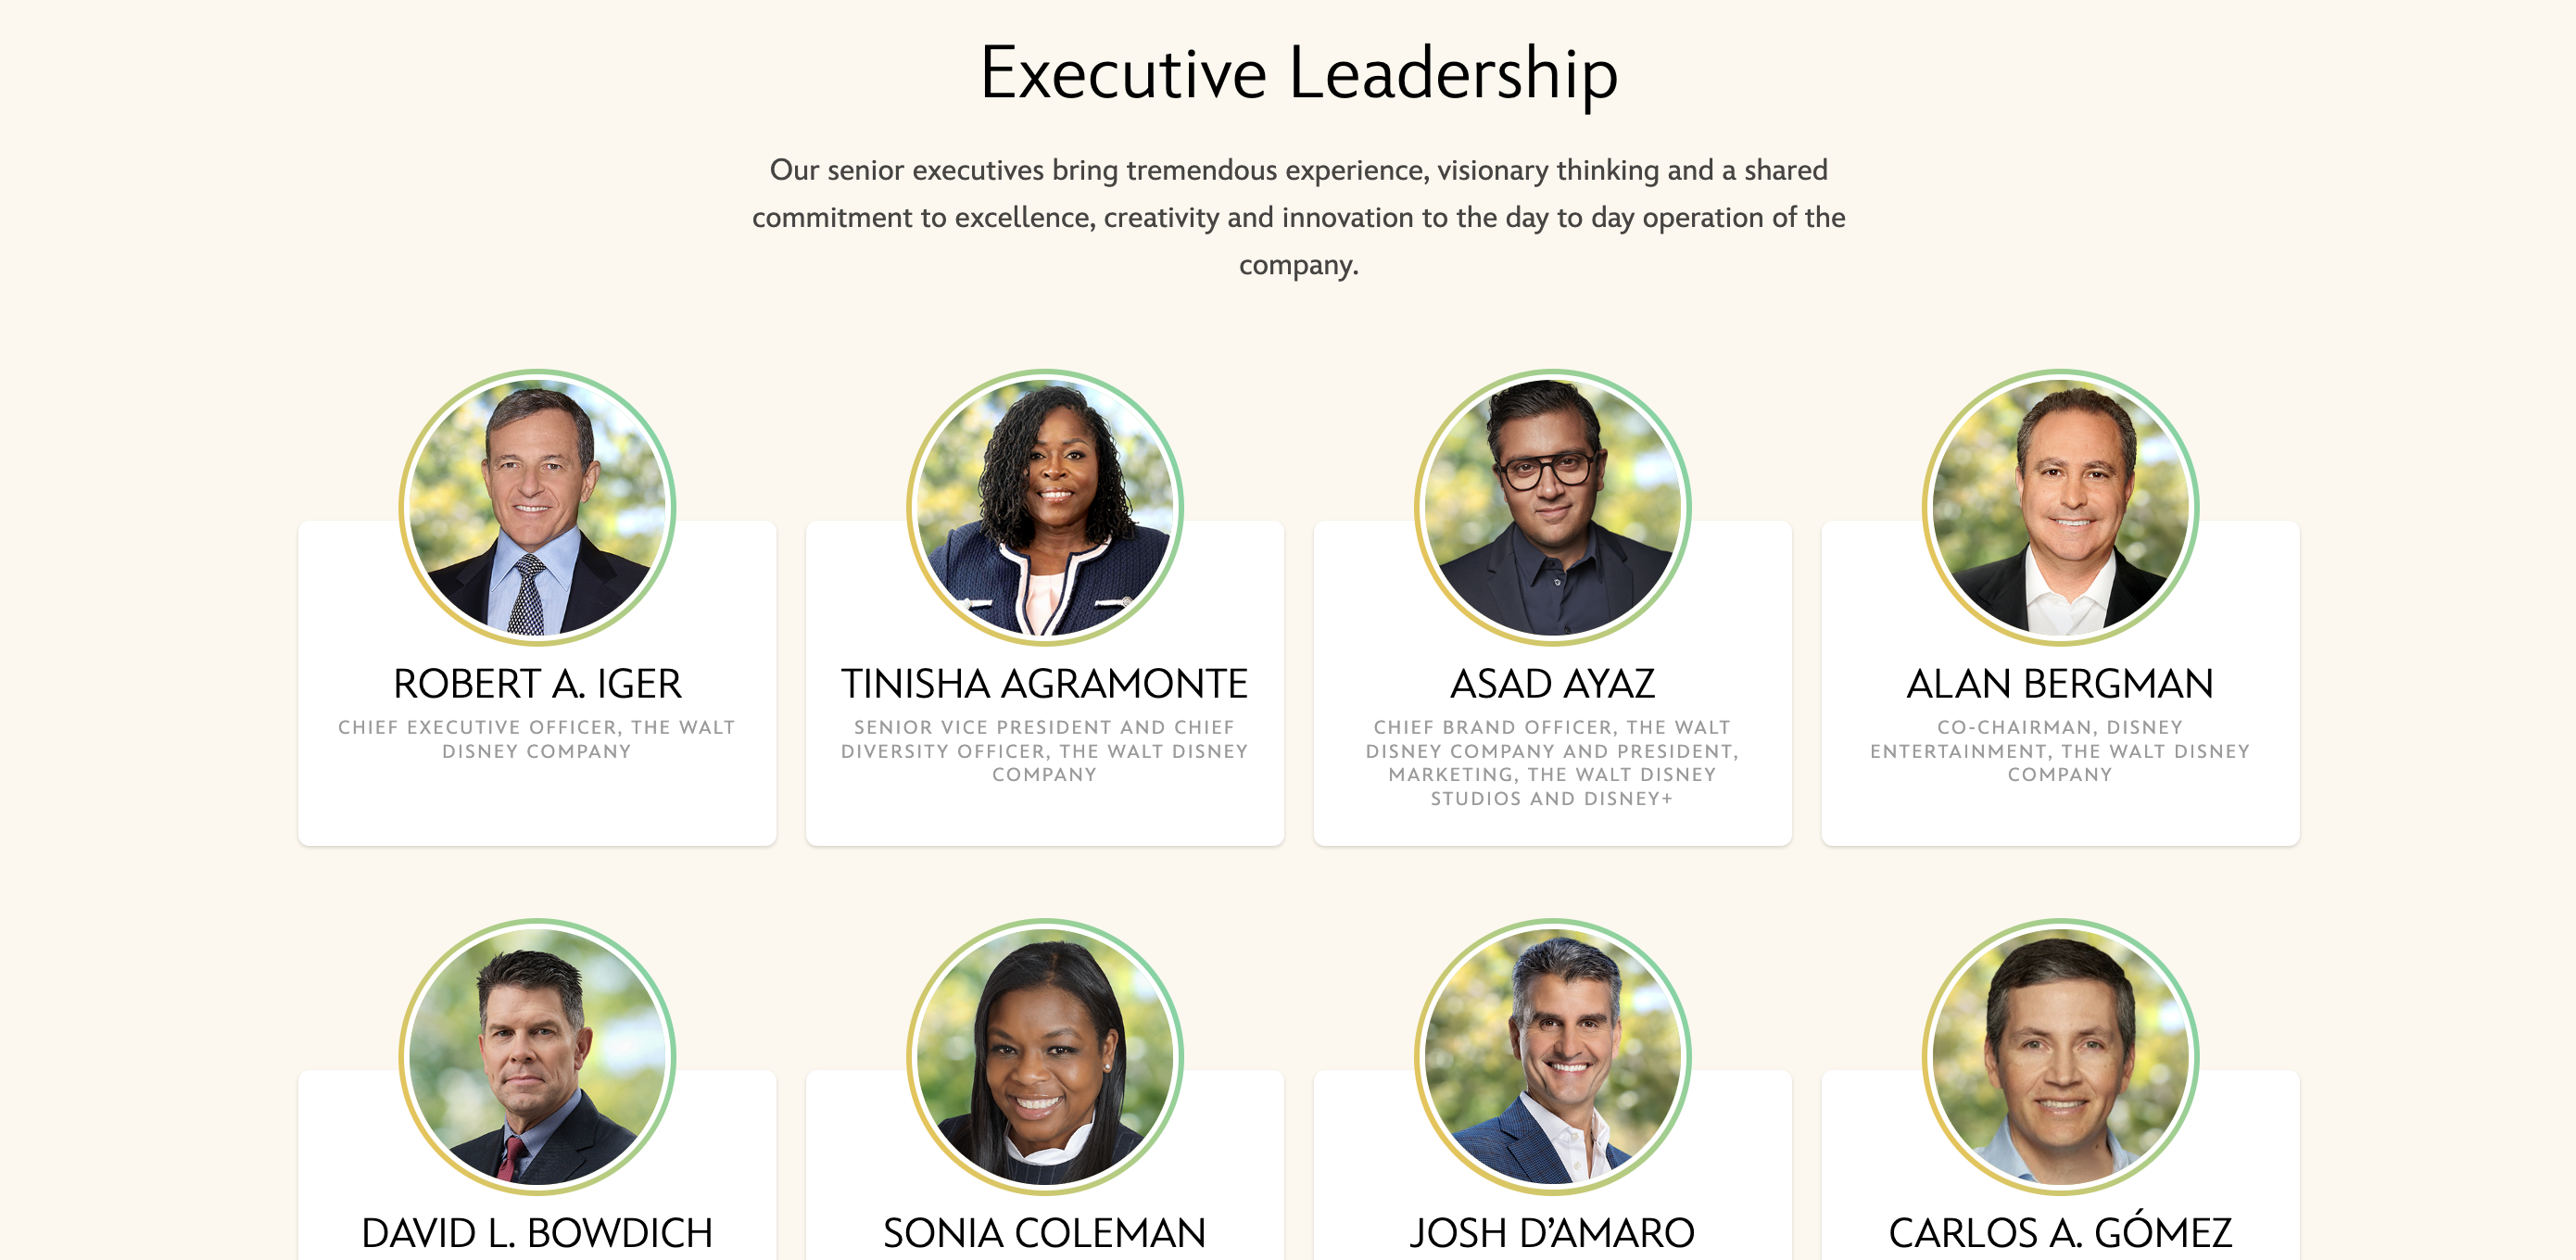 Executive Leadership
Our senior executives bring tremendous experience, visionary thinking and a shared
commitment to excellence, creativity and innovation to the day to day operation of the
company.
ROBERT A. IGER
CHIEF EXECUTIVE OFFICER, THE WALT
DISNEY COMPANY
TINISHA AGRAMONTE
SENIOR VICE PRESIDENT AND CHIEF
DIVERSITY OFFICER, THE WALT DISNEY
COMPANY
ASAD AYAZ
CHIEF BRAND OFFICER, THE WALT
DISNEY COMPANY AND PRESIDENT,
MARKETING, THE WALT DISNEY
STUDIOS AND DISNEY+
ALAN BERGMAN
CO-CHAIRMAN, DISNEY
ENTERTAINMENT, THE WALT DISNEY
COMPANY
DAVID L. BOWDICH
SONIA COLEMAN
JOSH D’AMARO
CARLOS A. GÓMEZ